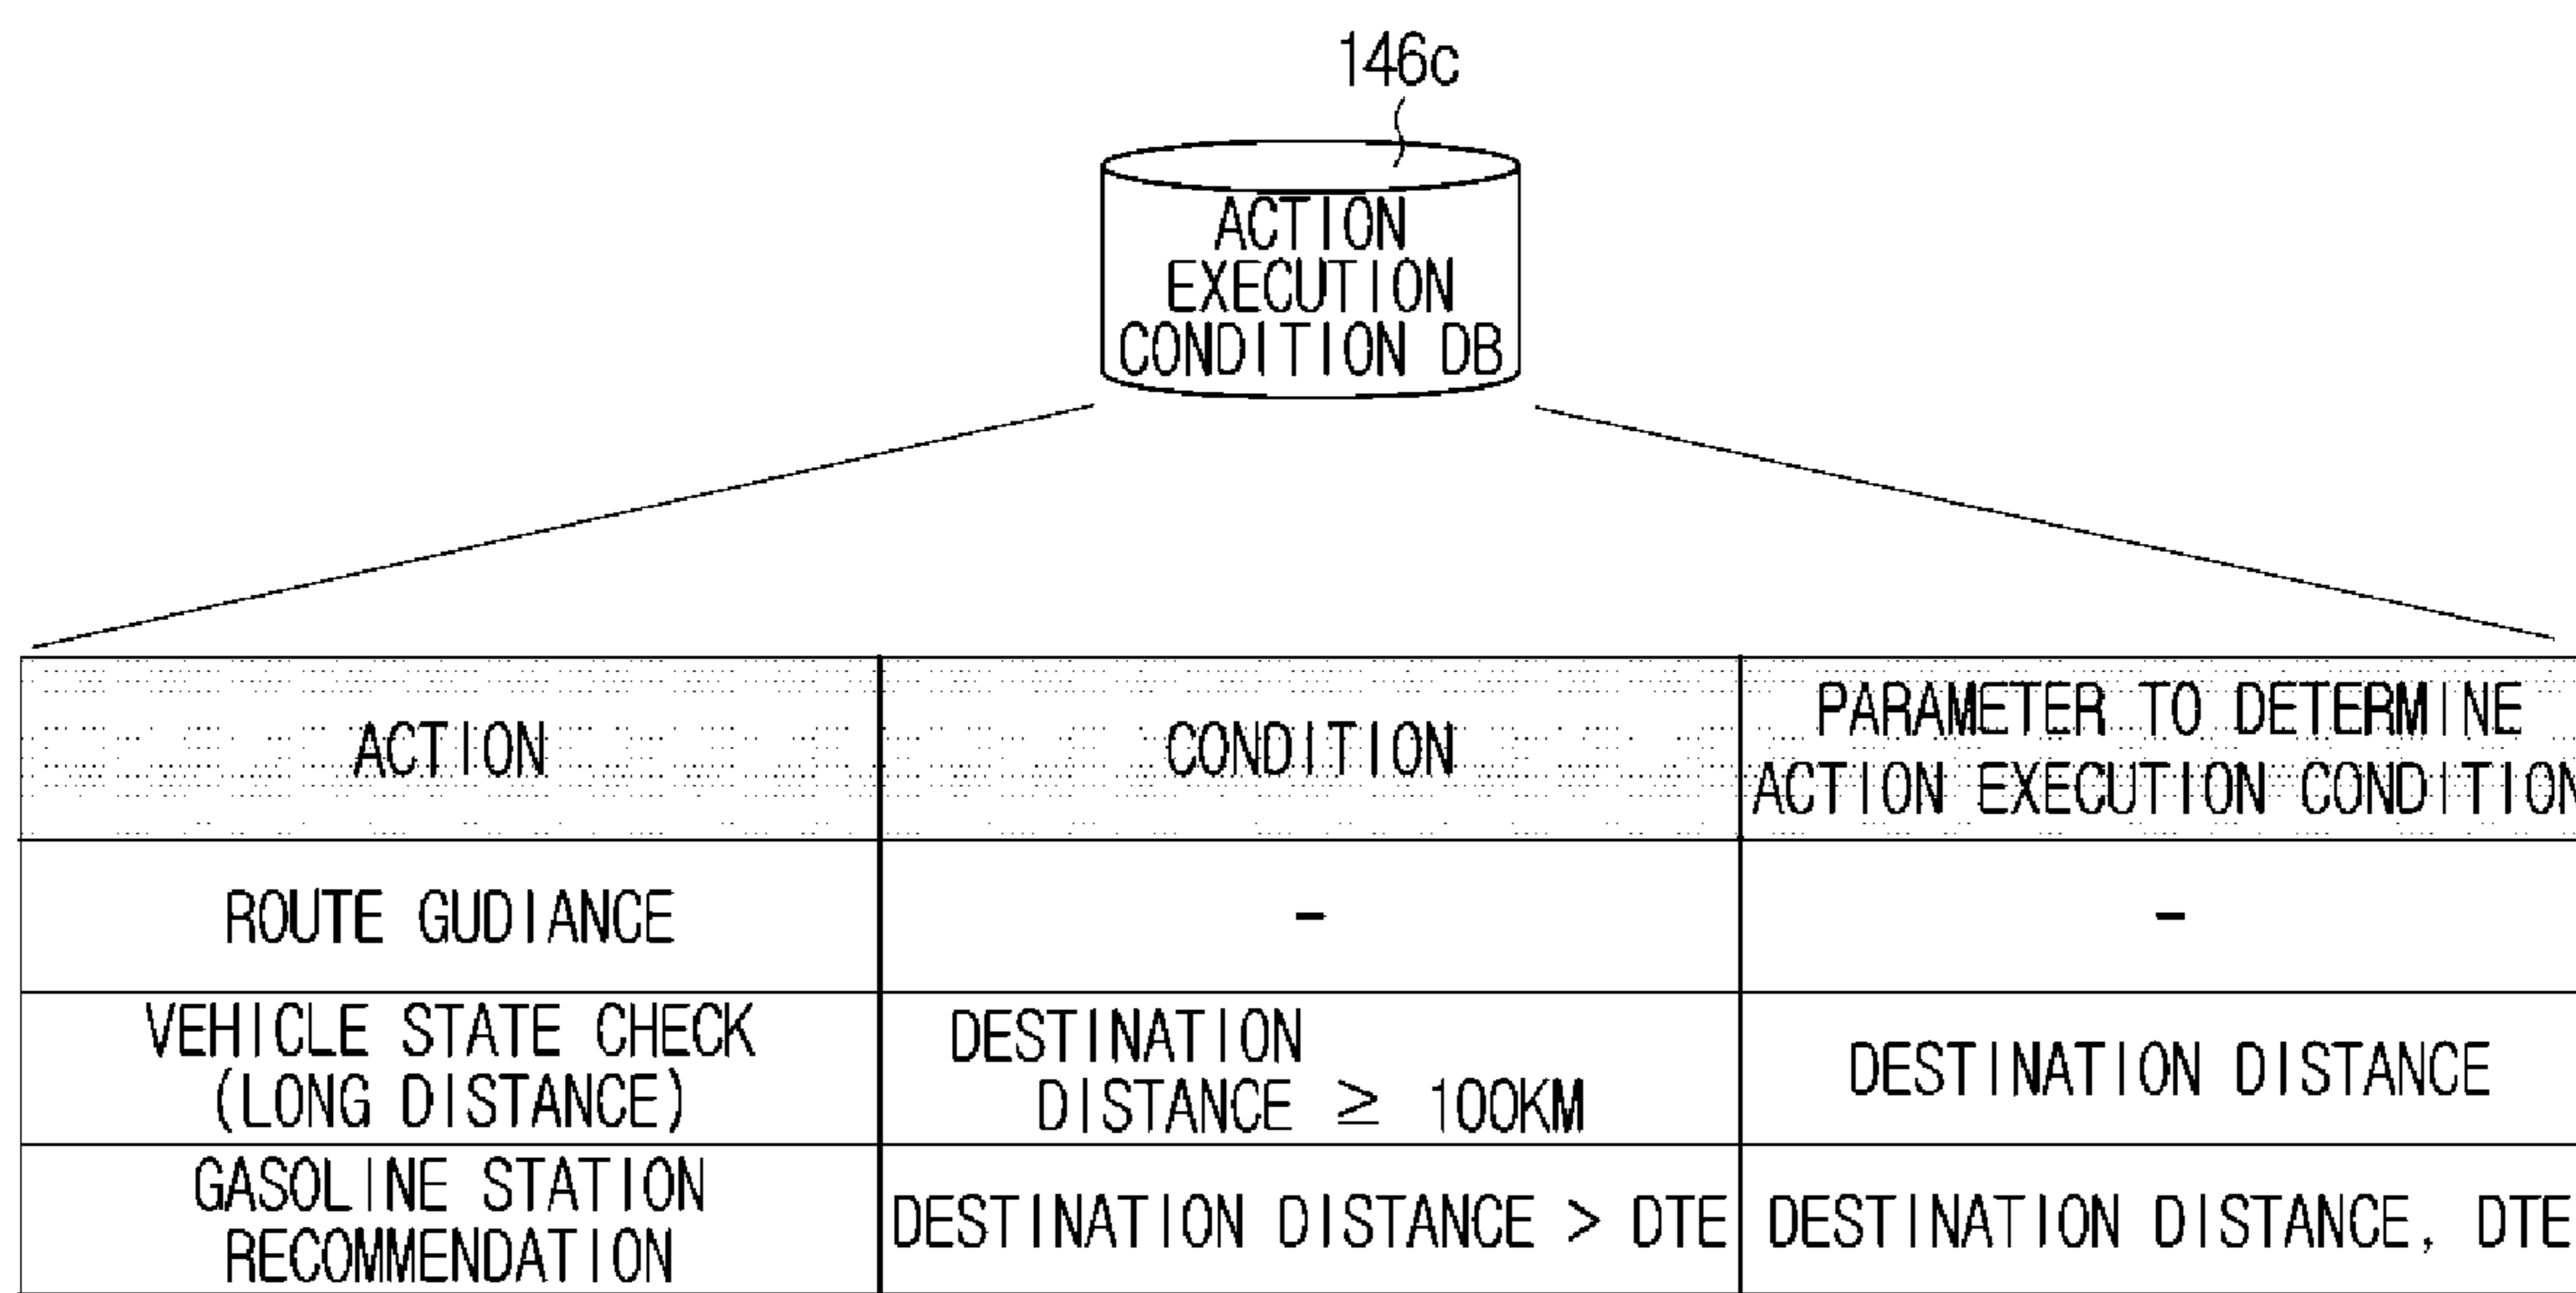 146c
ACTION
EXECUTION
CONDITION DB
ACTION
CONDITION
PARAMETER TO DETERMINE
ACTION EXECUTION CONDITION
ROUTE GUDIANCE
-
-
VEHICLE STATE CHECK
(LONG DISTANCE)
DESTINATION
DISTANCE ≥ 100KM
DESTINATION DISTANCE
GASOLINE STATION
RECOMMENDATION
DESTINATION DISTANCE > DTE
DESTINATION DISTANCE, DTE